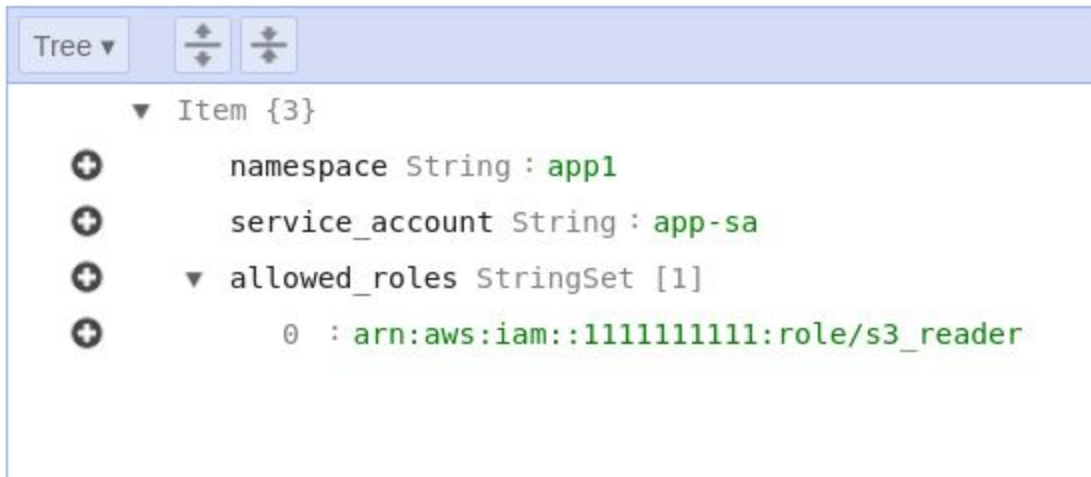 Tree ▾
Item {3}
namespace String : app1
service_account String : app-sa
allowed_roles StringSet [1]
0 : arn:aws:iam::1111111111:role/s3_reader